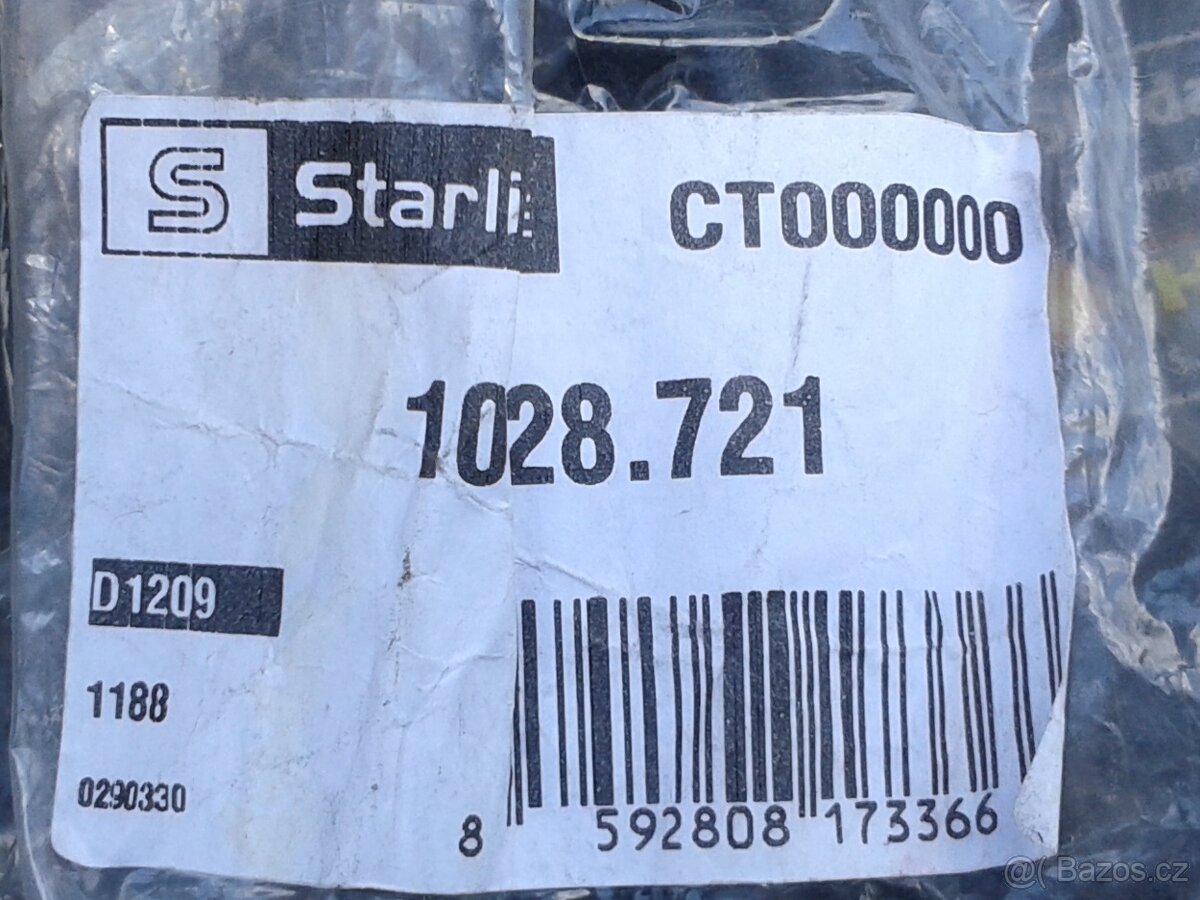 S Starli
CT000000
1028.721
D1209
1188
0290330
8 592808 173366
@( Bazos.cz